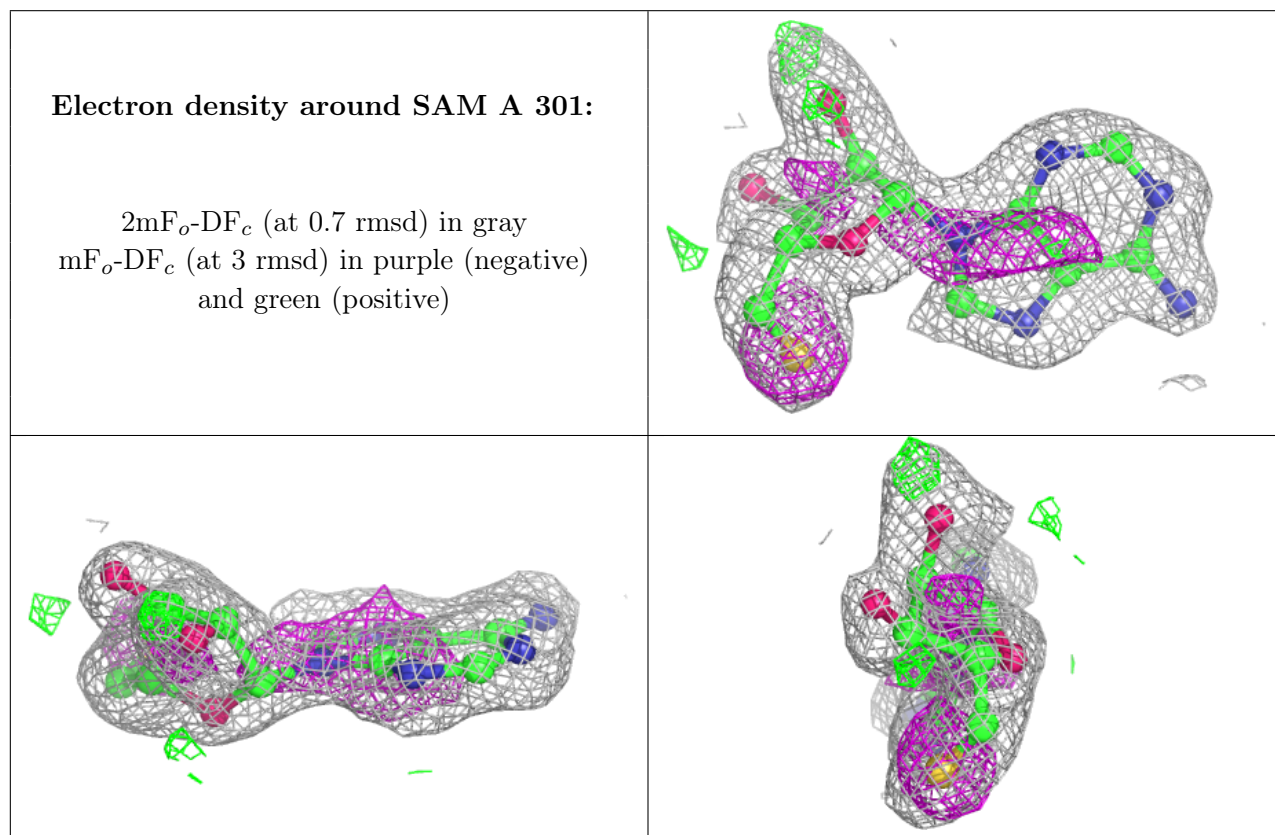 Electron density around SAM A 301:
2mFo-DFc (at 0.7 rmsd) in gray
mFo-DFc (at 3 rmsd) in purple (negative)
and green (positive)